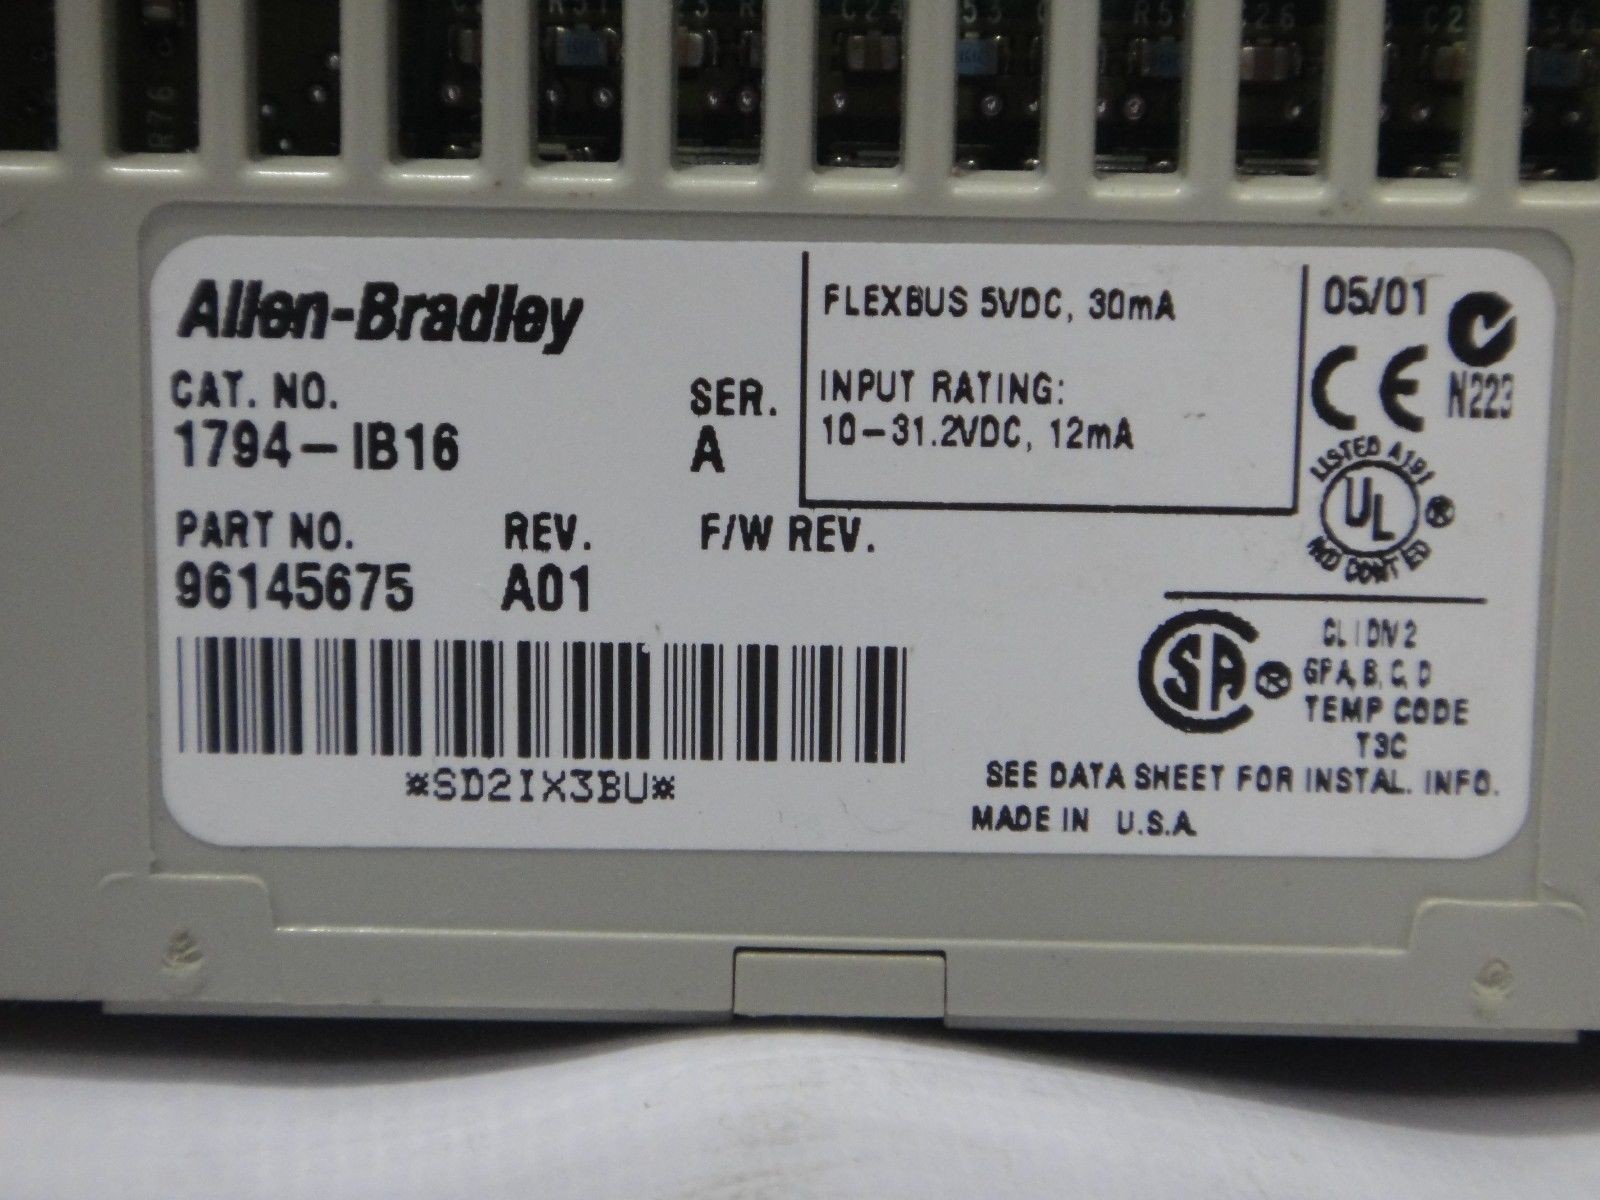 R76
Allen-Bradley
CAT. NO.
1794-IB16
SER.
A
FLEXBUS 5VDC, 30mA
INPUT RATING:
10-31.2VDC, 12mA
PART NO.
96145675
REV.
A01
F/W REV.
*SD2IX3BU*
05/01
CE
N223
LISTED A191
UL ®
IND CONT EQ
SA ®
CL I DIV 2
GP A, B, C, D
TEMP CODE
T3C
SEE DATA SHEET FOR INSTAL. INFO.
MADE IN U.S.A.